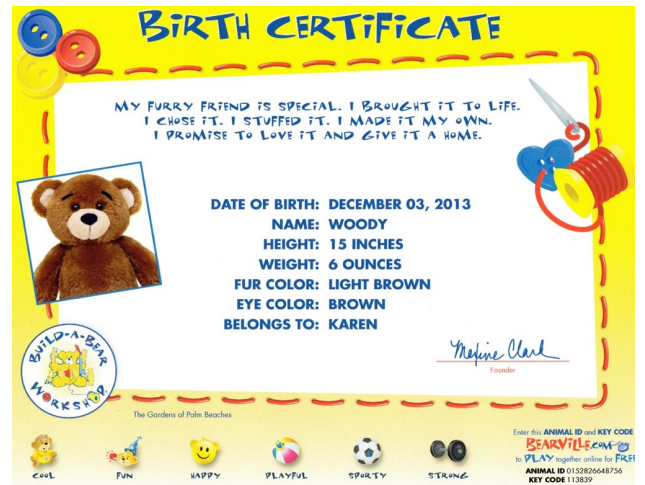 BiRTH CERTiFiCATE
MY FURRY FRiEND iS SPECiAL. I BROUGHT iT TO LiFE.
I CHOSE iT. I STUFFED iT. I MADE iT MY OWN.
I PROMiSE TO LOVE iT AND GiVE iT A HOME.
DATE OF BIRTH: DECEMBER 03, 2013
NAME: WOODY
HEIGHT: 15 INCHES
WEIGHT: 6 OUNCES
FUR COLOR: LIGHT BROWN
EYE COLOR: BROWN
BELONGS TO: KAREN
Maxine Clark
Founder
BUiLD-A-BEAR
WORKSHOP
The Gardens of Palm Beaches
COOL
FUN
HAPPY
PLAYFUL
SPORTY
STRONG
Enter this ANIMAL ID and KEY CODE
BEARViLLE.COM
to PLAY together online for FREE
ANIMAL ID 0152826648756
KEY CODE 113839